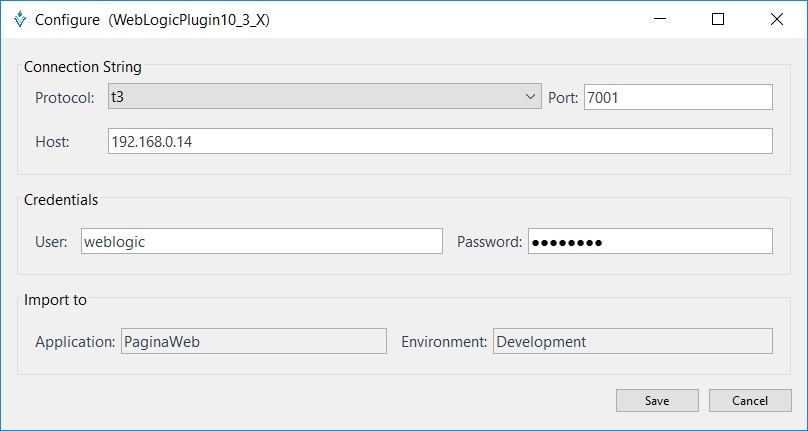 Configure (WebLogicPlugin10_3_X)
Connection String
Protocol: t3 Port: 7001
Host: 192.168.0.14
Credentials
User: weblogic Password: ●●●●●●●●
Import to
Application: PaginaWeb Environment: Development
Save Cancel